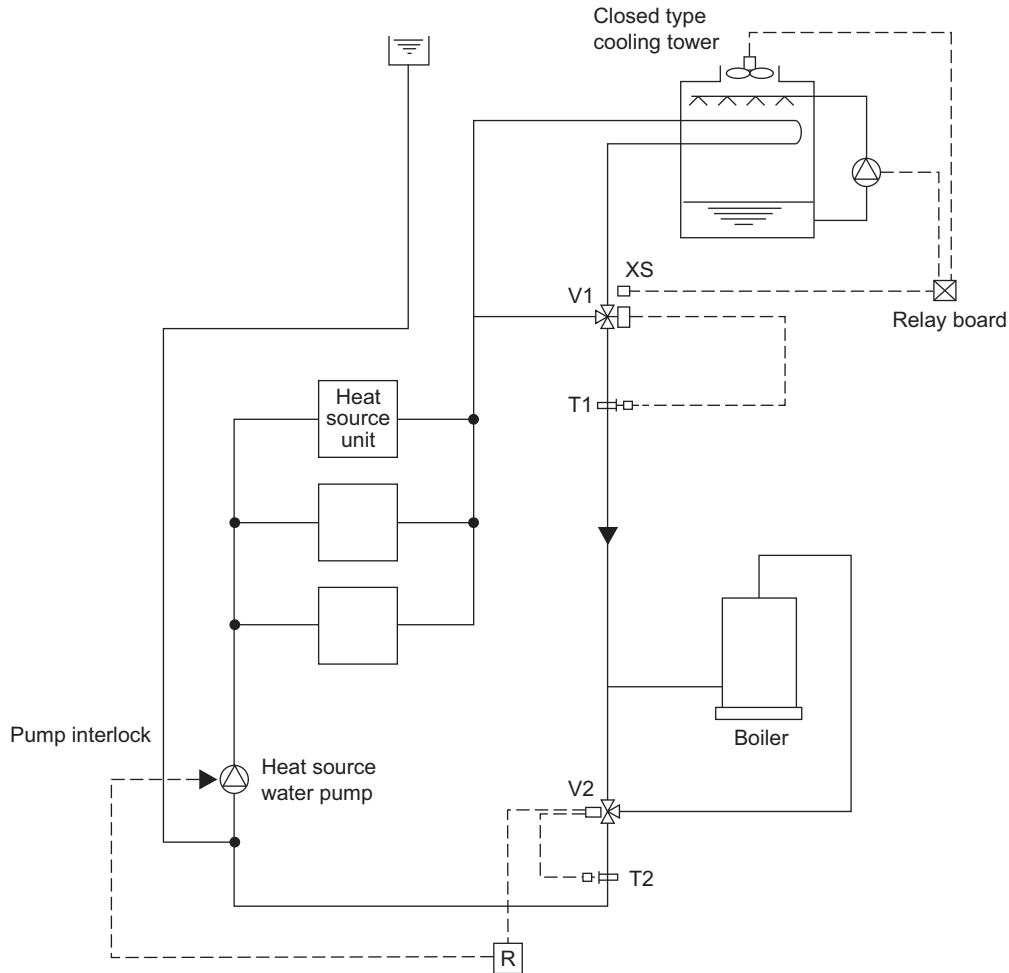 Closed type
cooling tower
XS
V1
Relay board
Heat
source
unit
T1
Pump interlock
Heat source
water pump
Boiler
V2
T2
R